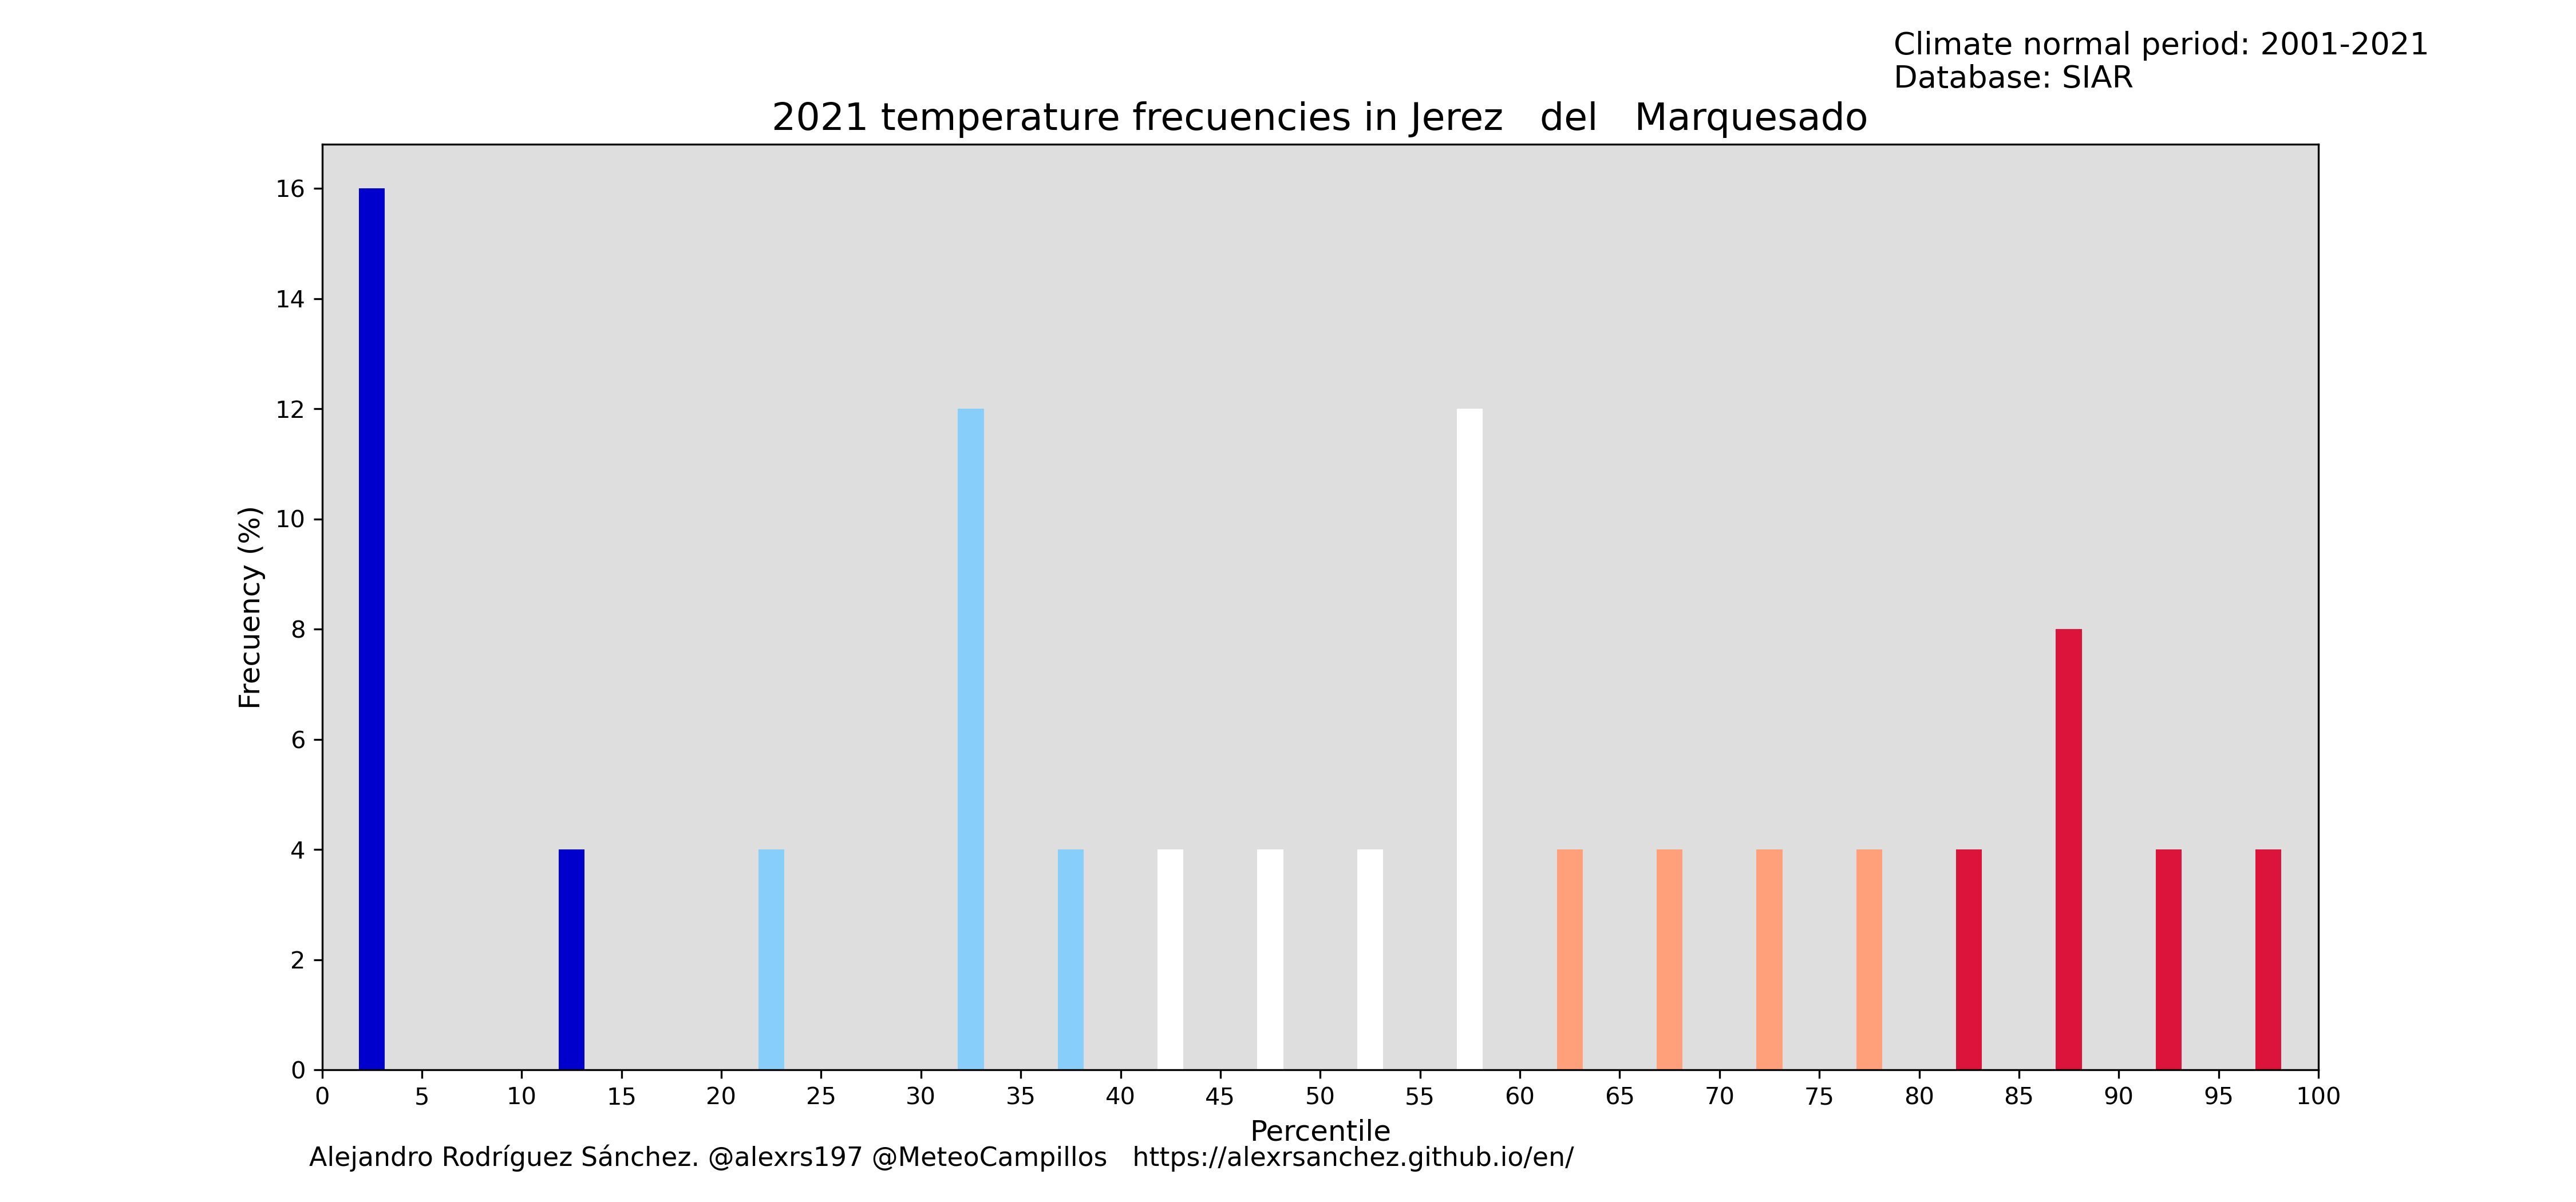 Climate normal period: 2001-2021
Database: SIAR
2021 temperature frecuencies in Jerez   del   Marquesado
Frecuency (%)
16
14
12
10
8
6
4
2
0
0 5 10 15 20 25 30 35 40 45 50 55 60 65 70 75 80 85 90 95 100
Percentile
Alejandro Rodríguez Sánchez. @alexrs197 @MeteoCampillos   https://alexrsanchez.github.io/en/